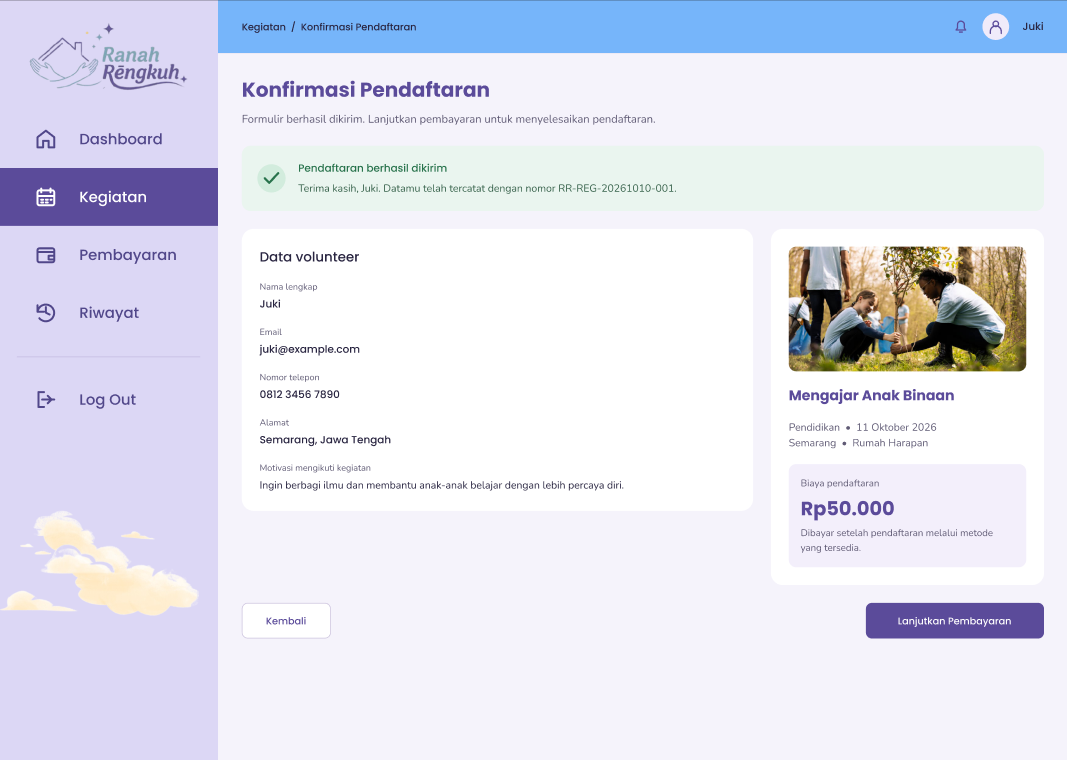 Ranah
Rēngkuh
Dashboard
Kegiatan
Pembayaran
Riwayat
Log Out
Kegiatan / Konfirmasi Pendaftaran
Juki
Konfirmasi Pendaftaran
Formulir berhasil dikirim. Lanjutkan pembayaran untuk menyelesaikan pendaftaran.
Pendaftaran berhasil dikirim
Terima kasih, Juki. Datamu telah tercatat dengan nomor RR-REG-20261010-001.
Data volunteer
Nama lengkap
Juki
Email
juki@example.com
Nomor telepon
0812 3456 7890
Alamat
Semarang, Jawa Tengah
Motivasi mengikuti kegiatan
Ingin berbagi ilmu dan membantu anak-anak belajar dengan lebih percaya diri.
Mengajar Anak Binaan
Pendidikan • 11 Oktober 2026
Semarang • Rumah Harapan
Biaya pendaftaran
Rp50.000
Dibayar setelah pendaftaran melalui metode
yang tersedia.
Kembali
Lanjutkan Pembayaran